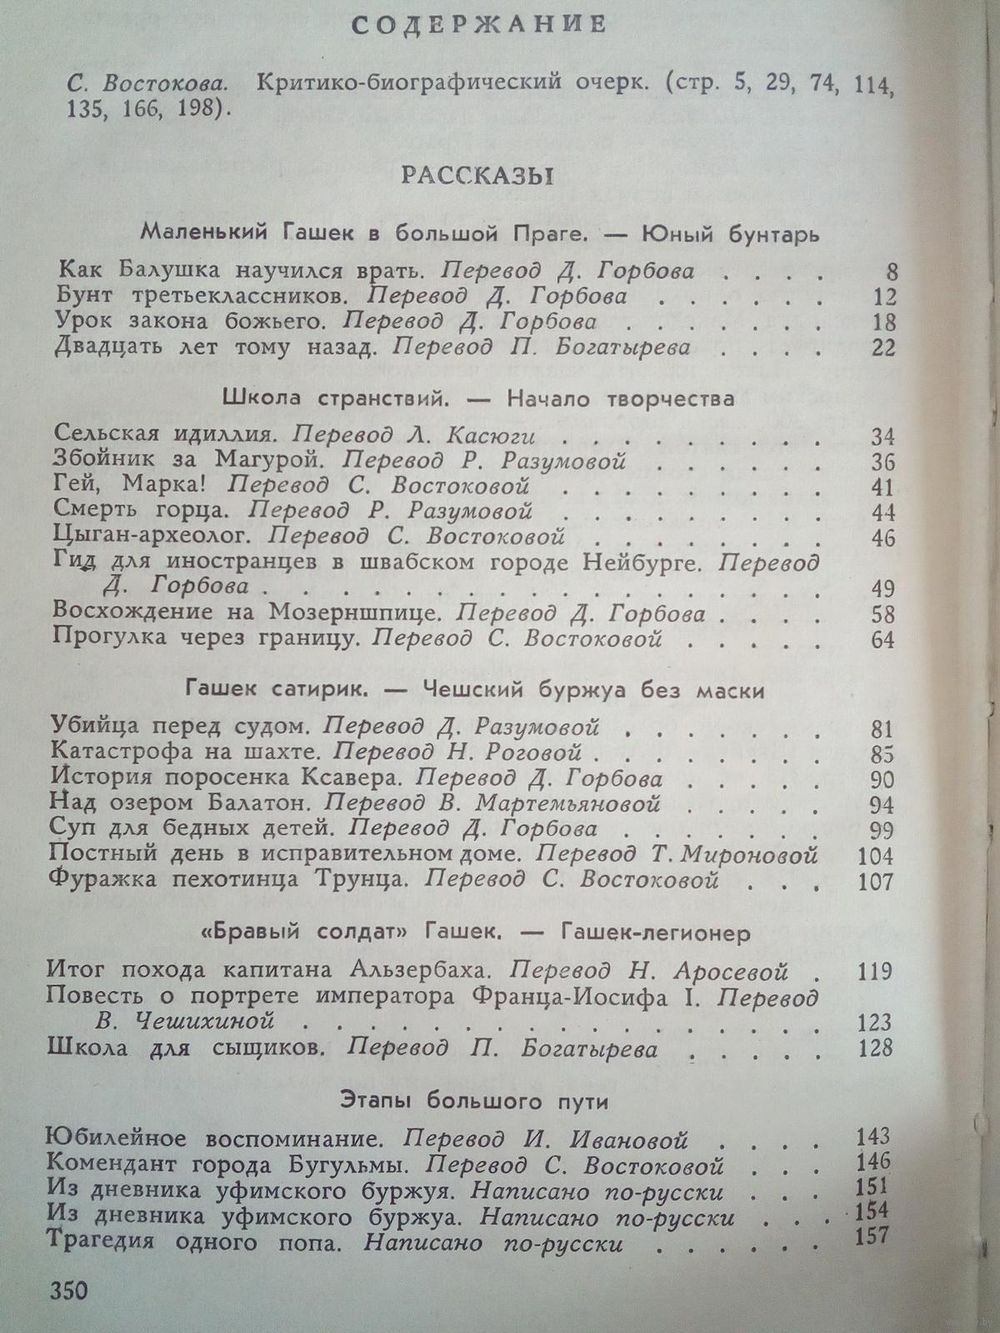 СОДЕРЖАНИЕ
С. Востокова. Критико-биографический очерк. (стр. 5, 29, 74, 114,
135, 166, 198).
РАССКАЗЫ
Маленький Гашек в большой Праге. — Юный бунтарь
Как Балушка научился врать. Перевод Д. Горбова . . . . 8
Бунт третьеклассников. Перевод Д. Горбова . . . . . . 12
Урок закона божьего. Перевод Д. Горбова . . . . . . . 18
Двадцать лет тому назад. Перевод П. Богатырева . . . . 22
Школа странствий. — Начало творчества
Сельская идиллия. Перевод Л. Касюги . . . . . . . . . 34
Збойник за Магурой. Перевод Р. Разумовой . . . . . . 36
Гей, Марка! Перевод С. Востоковой . . . . . . . . . 41
Смерть горца. Перевод Р. Разумовой . . . . . . . . . 44
Цыган-археолог. Перевод С. Востоковой . . . . . . . . 46
Гид для иностранцев в швабском городе Нейбурге. Перевод
Д. Горбова . . . . . . . . . . . . . . . . . . 49
Восхождение на Мозерншпице. Перевод Д. Горбова . . . . 58
Прогулка через границу. Перевод С. Востоковой . . . . . 64
Гашек сатирик. — Чешский буржуа без маски
Убийца перед судом. Перевод Д. Разумовой . . . . . . . 81
Катастрофа на шахте. Перевод Н. Роговой . . . . . . . . 85
История поросенка Ксавера. Перевод Д. Горбова . . . . . 90
Над озером Балатон. Перевод В. Мартемьяновой . . . . . 94
Суп для бедных детей. Перевод Д. Горбова . . . . . . . 99
Постный день в исправительном доме. Перевод Т. Мироновой 104
Фуражка пехотинца Трунца. Перевод С. Востоковой . . . 107
«Бравый солдат» Гашек. — Гашек-легионер
Итог похода капитана Альзербаха. Перевод Н. Аросевой . 119
Повесть о портрете императора Франца-Иосифа I. Перевод
В. Чешихиной . . . . . . . . . . . . . . . . . 123
Школа для сыщиков. Перевод П. Богатырева . . . . . 128
Этапы большого пути
Юбилейное воспоминание. Перевод И. Ивановой . . . . 143
Комендант города Бугульмы. Перевод С. Востоковой . . . 146
Из дневника уфимского буржуя. Написано по-русски . . . 151
Из дневника уфимского буржуа. Написано по-русски . . . 154
Трагедия одного попа. Написано по-русски . . . . . . 157
350